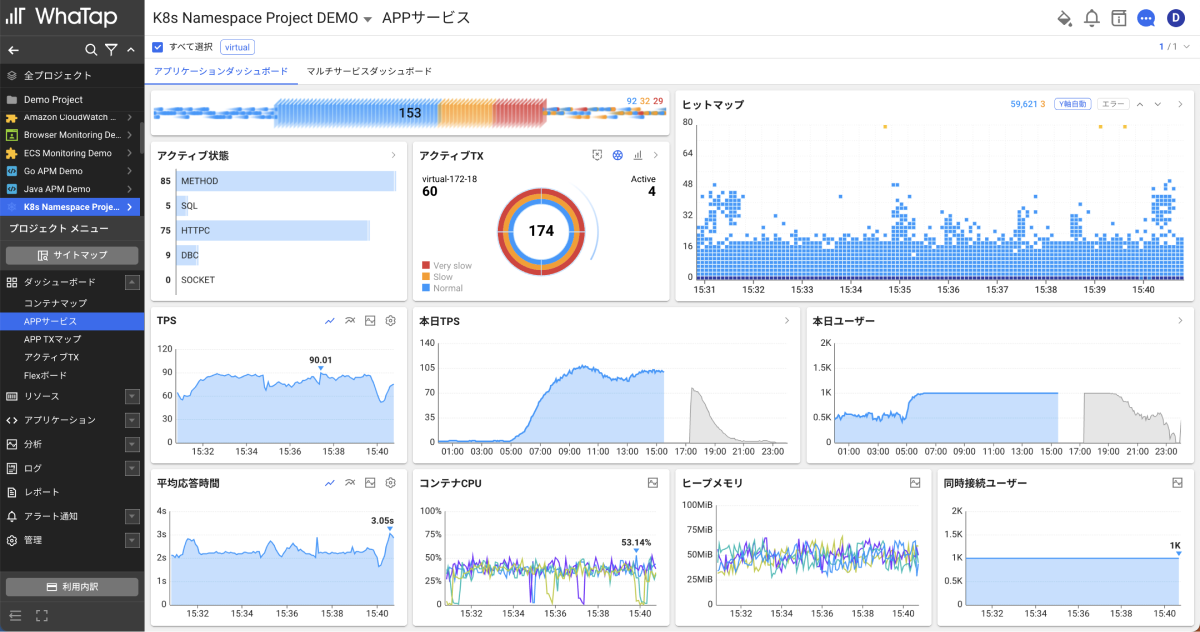 WhaTap
K8s Namespace Project DEMO APPサービス
D
すべて選択 virtual
1 / 1
アプリケーションダッシュボード マルチサービスダッシュボード
全プロジェクト
Demo Project
Amazon CloudWatch ...
Browser Monitoring De...
ECS Monitoring Demo
Go APM Demo
Java APM Demo
K8s Namespace Proje...
プロジェクト メニュー
サイトマップ
ダッシュボード
コンテナマップ
APPサービス
APP TXマップ
アクティブTX
Flexボード
リソース
アプリケーション
分析
ログ
レポート
アラート通知
管理
利用内訳
153
92 32 29
アクティブ状態
85 METHOD
5 SQL
75 HTTPC
9 DBC
0 SOCKET
アクティブTX
virtual-172-18
60
Active
4
174
Very slow
Slow
Normal
ヒットマップ
59,621 3 Y軸自動 エラー
80
64
48
32
16
0
15:31 15:32 15:33 15:34 15:35 15:36 15:37 15:38 15:39 15:40
TPS
120
90
60
30
0
90.01
15:32 15:34 15:36 15:38 15:40
本日TPS
140
105
70
35
0
01:00 03:00 05:00 07:00 09:00 11:00 13:00 15:00 17:00 19:00 21:00 23:00
本日ユーザー
2K
1.5K
1K
0.5K
0
01:00 03:00 05:00 07:00 09:00 11:00 13:00 15:00 17:00 19:00 21:00 23:00
平均応答時間
4s
3s
2s
1s
0
3.05s
15:32 15:34 15:36 15:38 15:40
コンテナCPU
100%
75%
50%
25%
0
53.14%
15:32 15:34 15:36 15:38 15:40
ヒープメモリ
100MiB
75MiB
50MiB
25MiB
0
15:32 15:34 15:36 15:38 15:40
同時接続ユーザー
2K
1.5K
1K
0.5K
0
1K
15:32 15:34 15:36 15:38 15:40